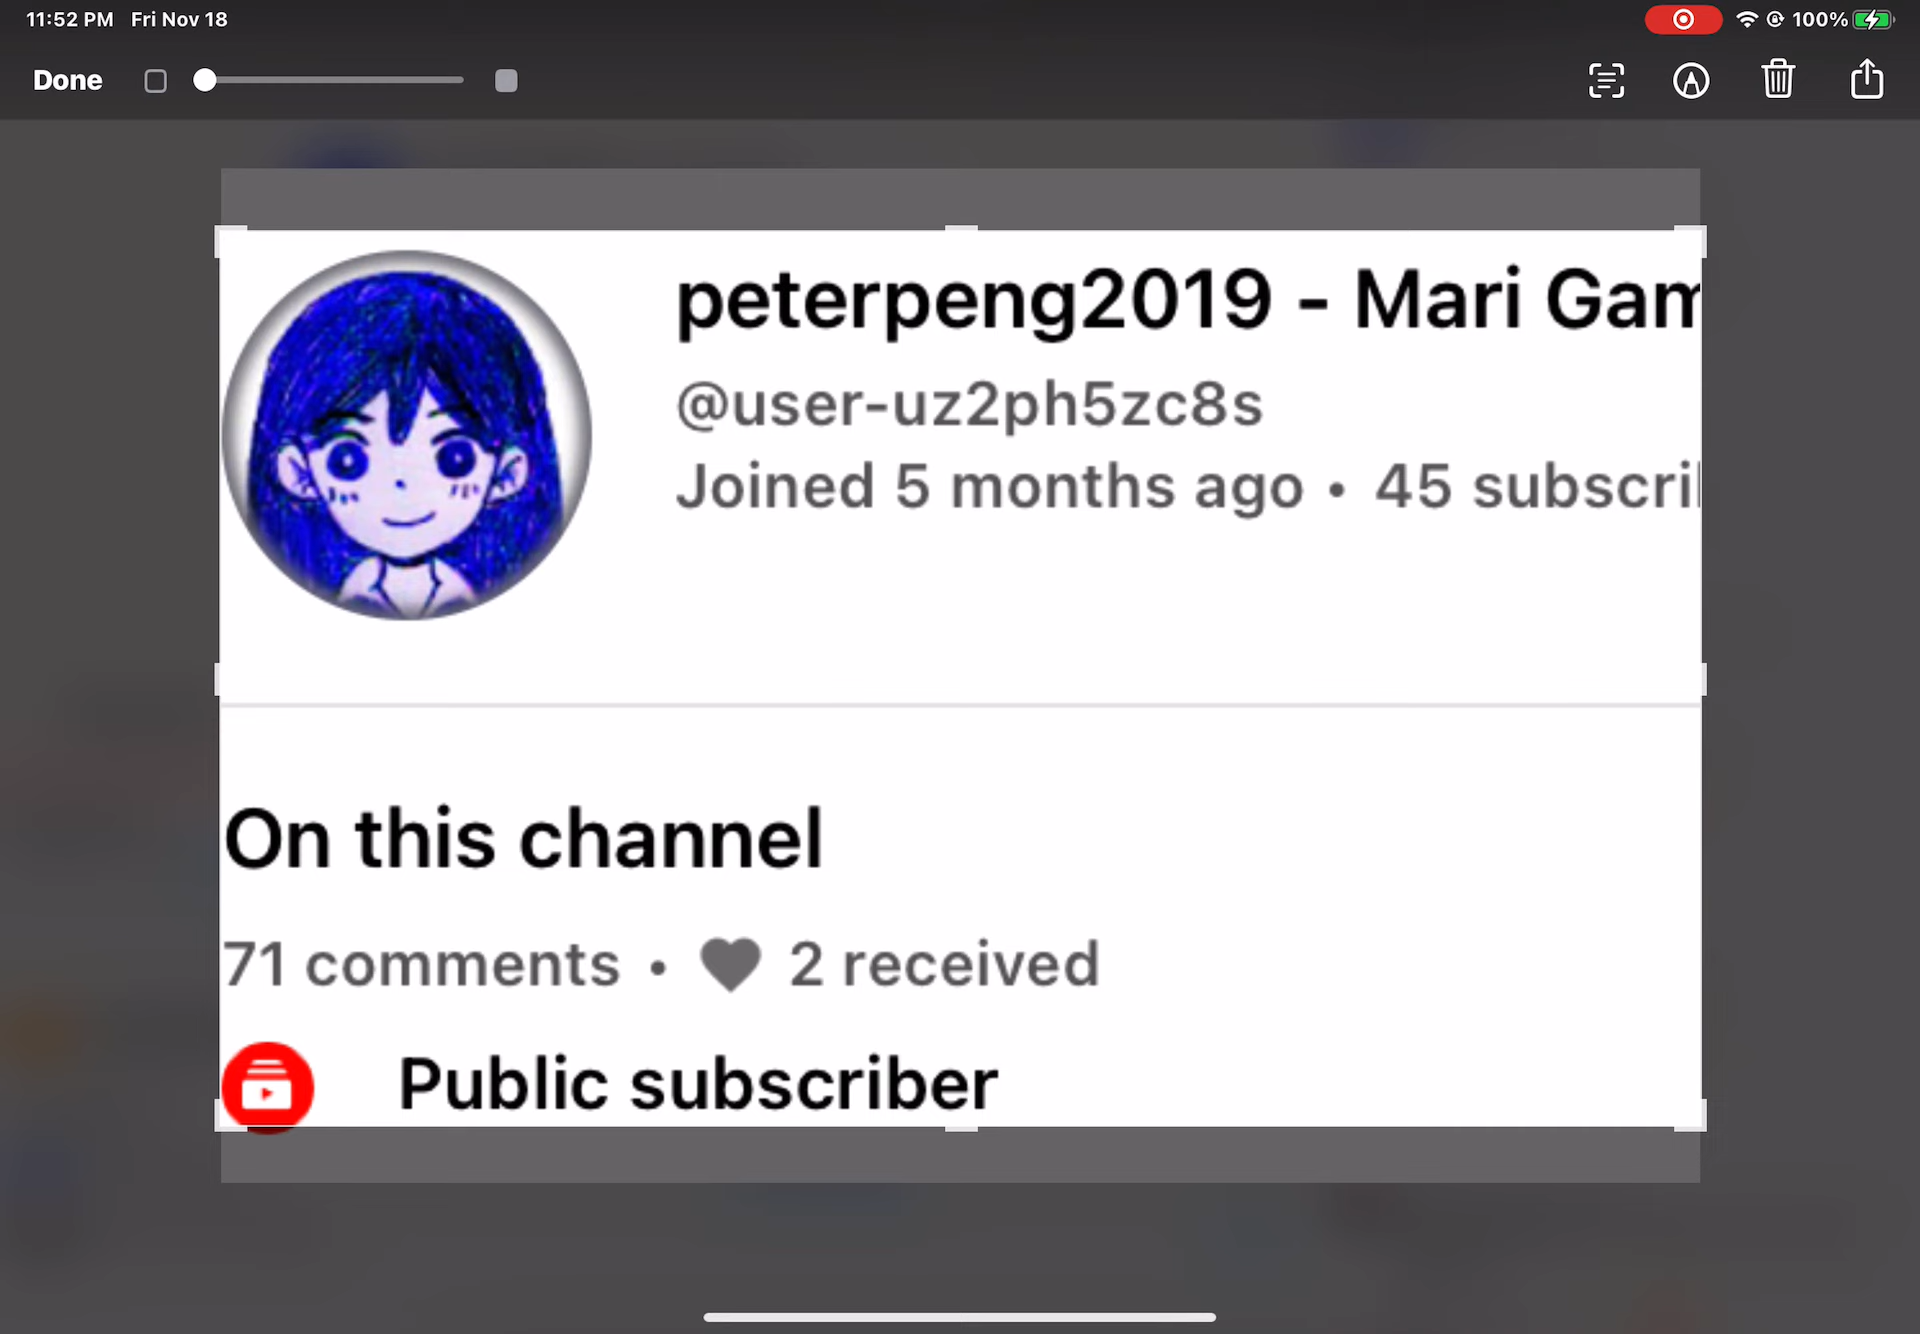 11:52 PM Fri Nov 18
100%
Done
peterpeng2019 - Mari Gam
@user-uz2ph5zc8s
Joined 5 months ago • 45 subscri
On this channel
71 comments • 2 received
Public subscriber